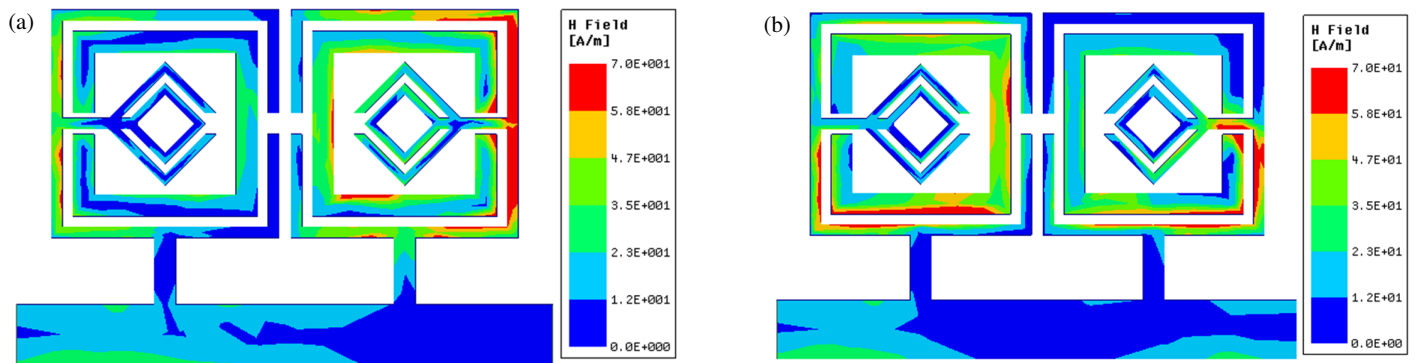 (a)
H Field
[A/m]
7.0E+001
5.8E+001
4.7E+001
3.5E+001
2.3E+001
1.2E+001
0.0E+000
(b)
H Field
[A/m]
7.0E+01
5.8E+01
4.7E+01
3.5E+01
2.3E+01
1.2E+01
0.0E+00